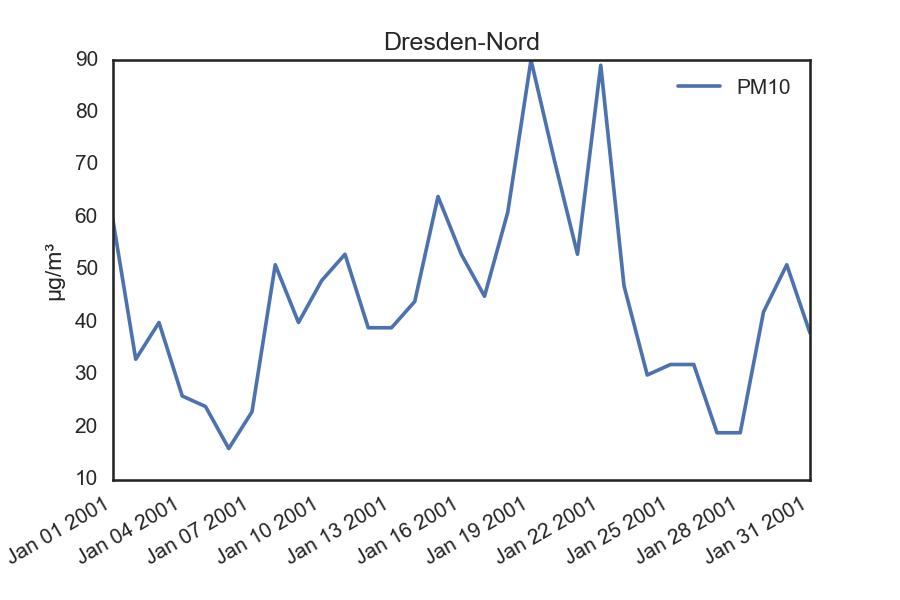 Dresden-Nord
90
80
70
60
50
40
30
20
10
µg/m³
PM10
Jan 01 2001
Jan 04 2001
Jan 07 2001
Jan 10 2001
Jan 13 2001
Jan 16 2001
Jan 19 2001
Jan 22 2001
Jan 25 2001
Jan 28 2001
Jan 31 2001